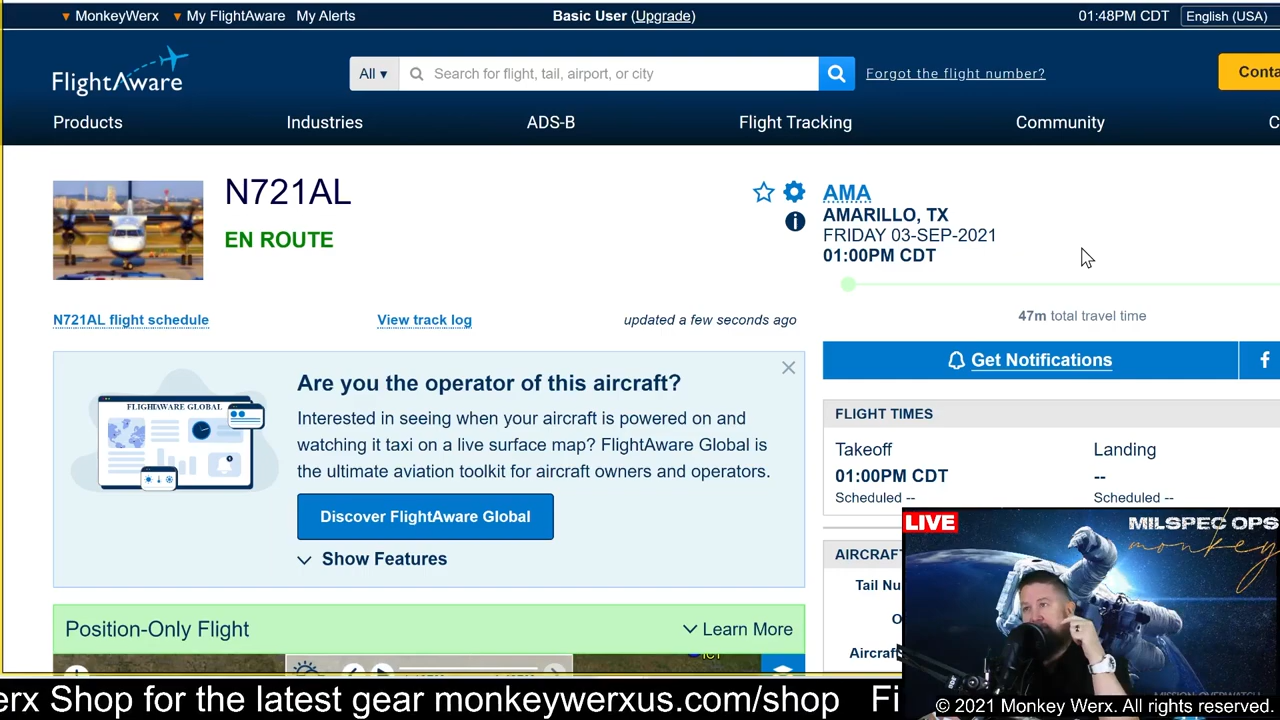 MonkeyWerx My FlightAware My Alerts Basic User (Upgrade) 01:48PM CDT English (USA)
FlightAware All ▾ Search for flight, tail, airport, or city Forgot the flight number? Conta
Products Industries ADS-B Flight Tracking Community C
N721AL
EN ROUTE
N721AL flight schedule View track log updated a few seconds ago
AMA
AMARILLO, TX
FRIDAY 03-SEP-2021
01:00PM CDT
47m total travel time
Get Notifications
FLIGHTAWARE GLOBAL
Are you the operator of this aircraft?
Interested in seeing when your aircraft is powered on and
watching it taxi on a live surface map? FlightAware Global is
the ultimate aviation toolkit for aircraft owners and operators.
Discover FlightAware Global
Show Features
FLIGHT TIMES
Takeoff Landing
01:00PM CDT --
Scheduled -- Scheduled --
AIRCRAFT
Tail Nu
O
Aircraf
Position-Only Flight Learn More
LIVE
MILSPEC OPS
monkey
erx Shop for the latest gear monkeywerxus.com/shop Fi
© 2021 Monkey Werx. All rights reserved.